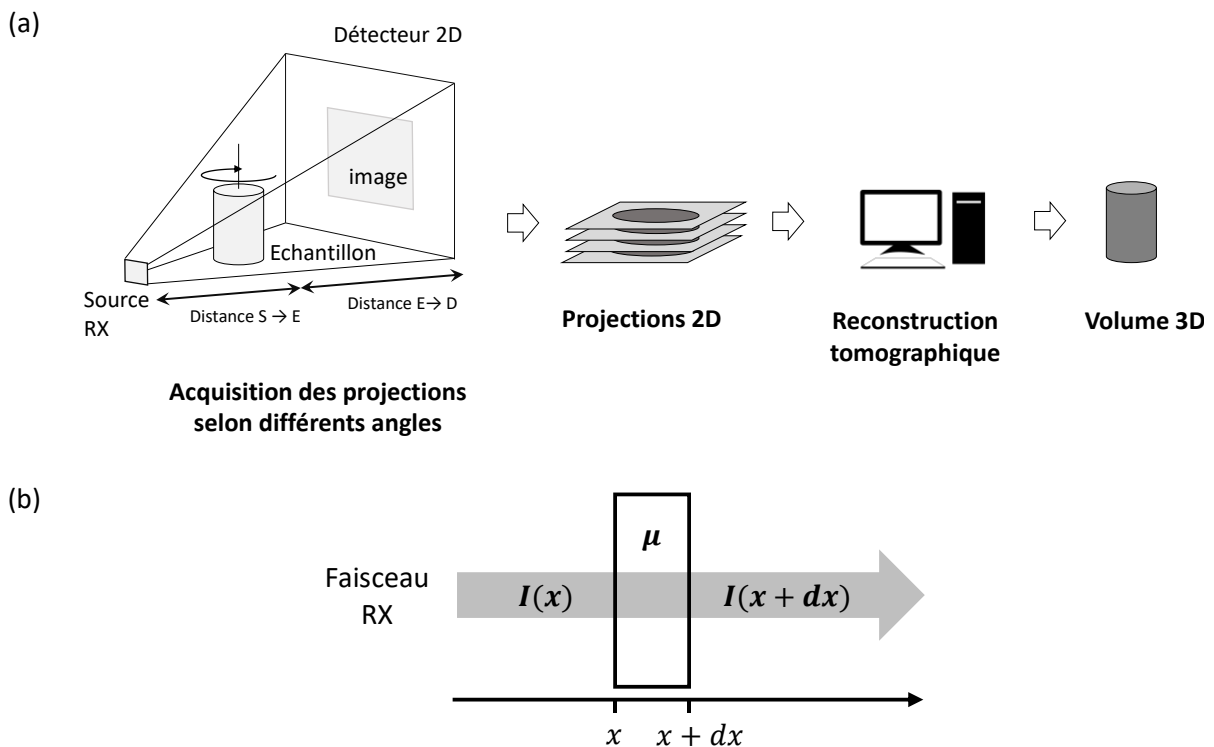 (a)
Détecteur 2D
image
Echantillon
Source
RX
Distance S → E
Distance E→ D
Acquisition des projections
selon différents angles
Projections 2D
Reconstruction
tomographique
Volume 3D
(b)
Faisceau
RX
μ
I(x)
I(x + dx)
x
x + dx